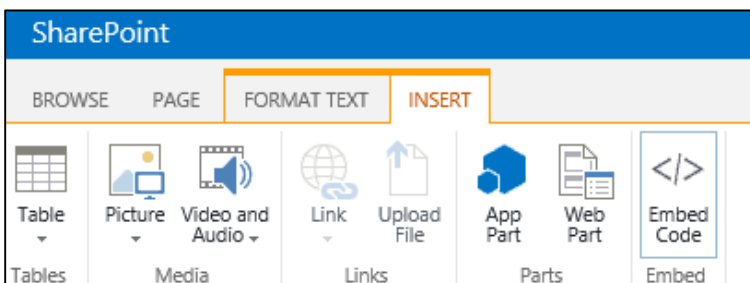 SharePoint
BROWSE PAGE FORMAT TEXT INSERT
Table Picture Video and Audio Link Upload File App Part Web Part </> Embed Code
Tables Media Links Parts Embed